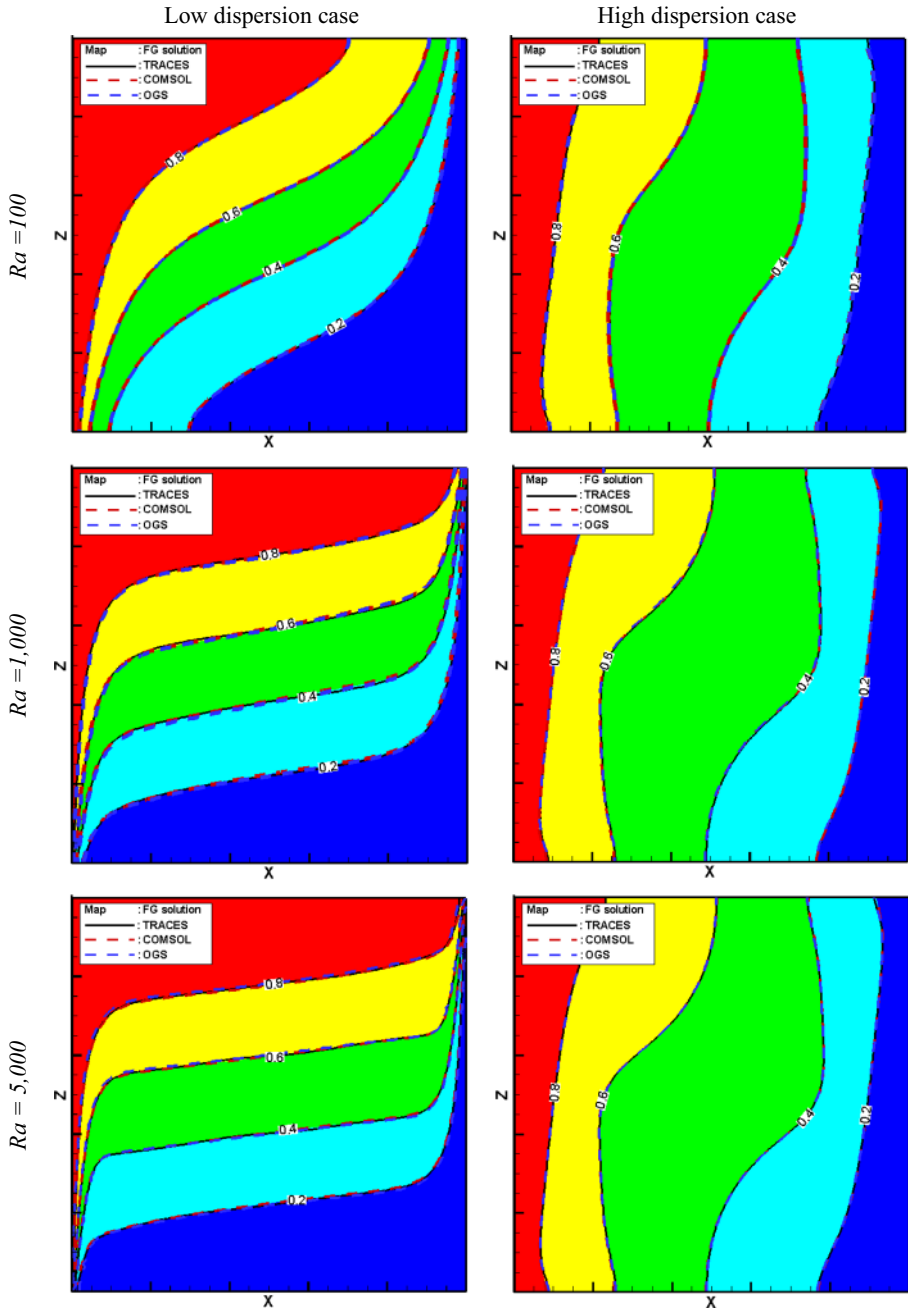 Low dispersion case
High dispersion case
Ra =100
Map : FG solution
: TRACES
: COMSOL
: OGS
0.8
0.6
0.4
0.2
Z
X
Map : FG solution
: TRACES
: COMSOL
: OGS
0.8
0.6
0.4
0.2
Z
X
Ra =1,000
Map : FG solution
: TRACES
: COMSOL
: OGS
0.8
0.6
0.4
0.2
Z
X
Map : FG solution
: TRACES
: COMSOL
: OGS
0.8
0.6
0.4
0.2
Z
X
Ra = 5,000
Map : FG solution
: TRACES
: COMSOL
: OGS
0.8
0.6
0.4
0.2
Z
X
Map : FG solution
: TRACES
: COMSOL
: OGS
0.8
0.6
0.4
0.2
Z
X